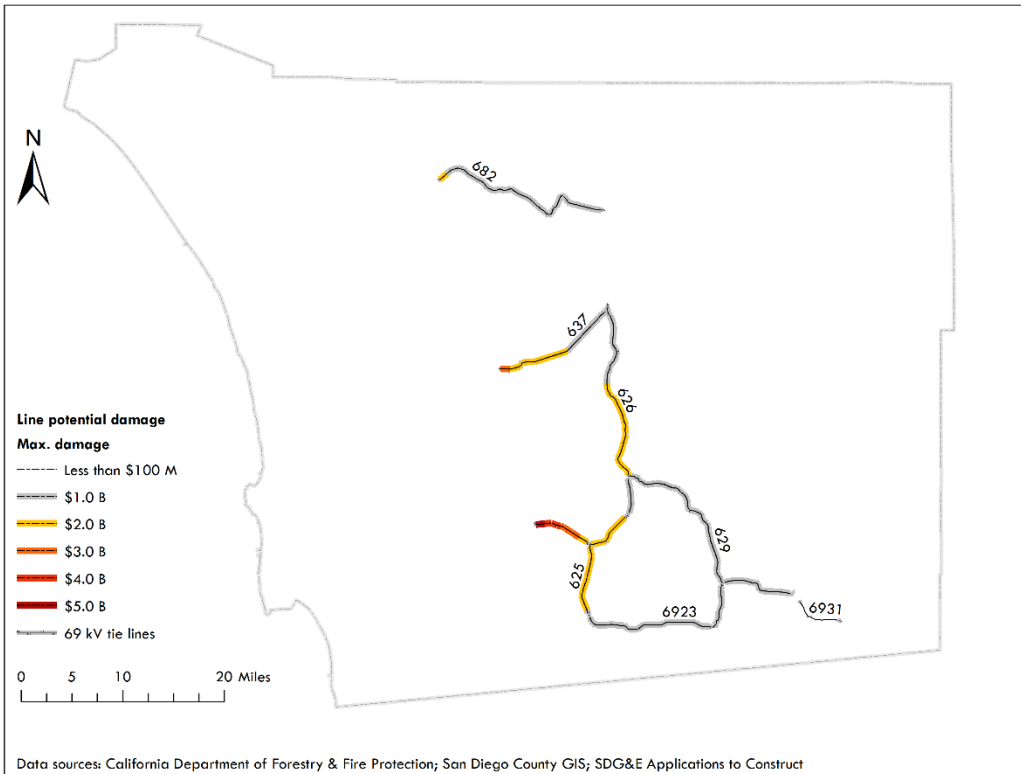 N
682
637
626
629
625
6923
6931
Line potential damage
Max. damage
Less than $100 M
$1.0 B
$2.0 B
$3.0 B
$4.0 B
$5.0 B
69 kV tie lines
0 5 10 20 Miles
Data sources: California Department of Forestry & Fire Protection; San Diego County GIS; SDG&E Applications to Construct